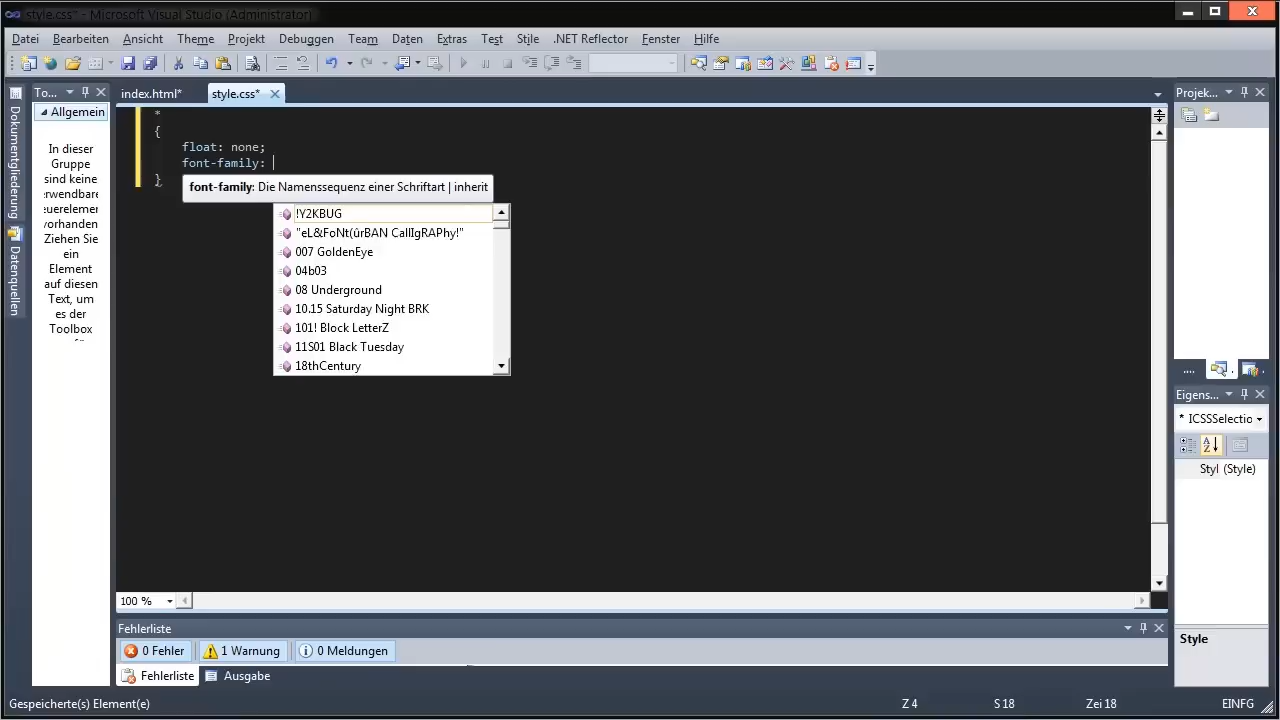 style.css* - Microsoft Visual Studio (Administrator)
Datei Bearbeiten Ansicht Theme Projekt Debuggen Team Daten Extras Test Style .NET Reflector Fenster Hilfe
To...
index.html* style.css*
Projek...
Allgemein
In dieser
Gruppe
sind keine
verwendbare
vorhanden
Ziehen Sie
ein
Element
auf diesen
Text, um
es der
Toolbox
Dokumentgliederung
Datenquellen
*
{
float: none;
font-family:
}
font-family: Die Namenssequenz einer Schriftart | inherit
!Y2KBUG
"eL&FoNt(ûrBAN CallIgRAPhy!"
007 GoldenEye
04b03
08 Underground
10.15 Saturday Night BRK
101! Block LetterZ
11S01 Black Tuesday
18thCentury
....
Eigens...
* ICSSSelectio
Styl (Style)
Style
100 %
Fehlerliste
0 Fehler 1 Warnung 0 Meldungen
Fehlerliste Ausgabe
Gespeicherte(s) Element(e) Z 4 S 18 Zei 18 EINFG